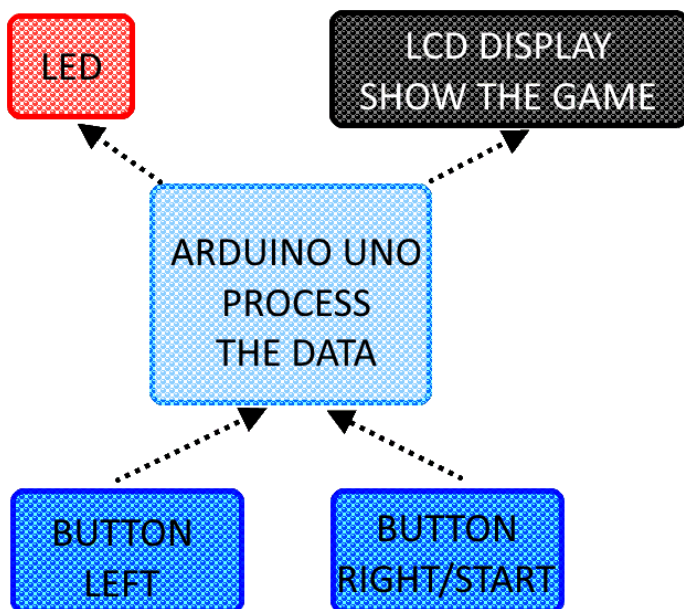 LED
LCD DISPLAY
SHOW THE GAME
ARDUINO UNO
PROCESS
THE DATA
BUTTON
LEFT
BUTTON
RIGHT/START